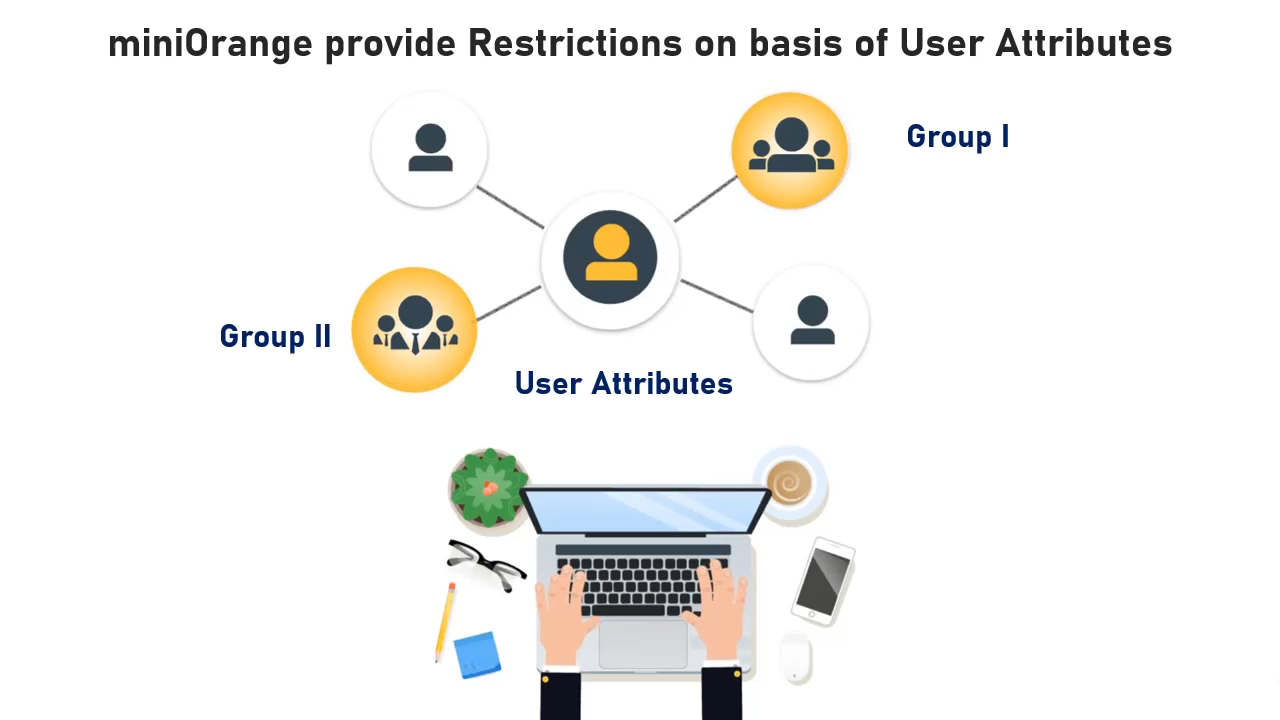 miniOrange provide Restrictions on basis of User Attributes
Group I
Group II
User Attributes